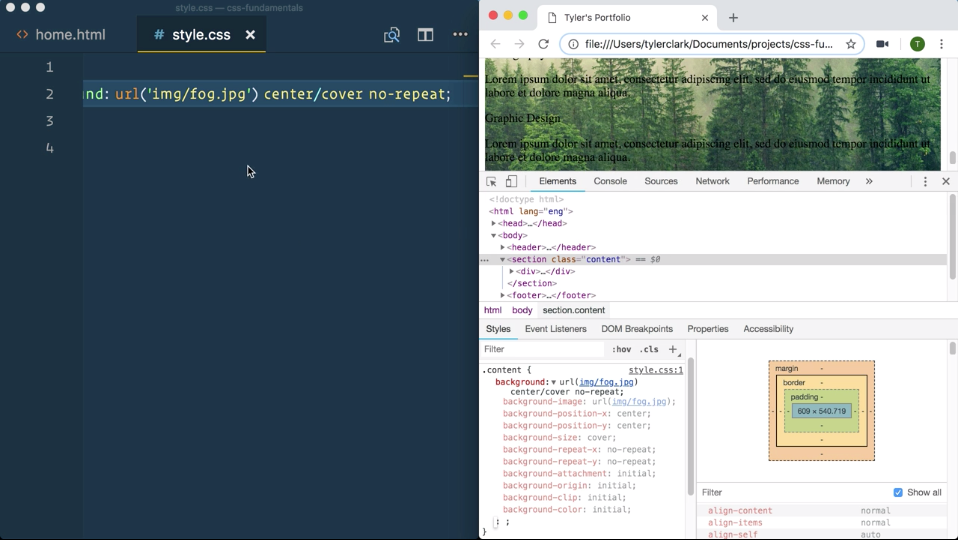 style.css — css-fundamentals
<> home.html
# style.css ×
1
2 und: url('img/fog.jpg') center/cover no-repeat;
3
4
Tyler's Portfolio
file:///Users/tylerclark/Documents/projects/css-fu...
T
Lorem ipsum dolor sit amet, consectetur adipiscing elit, sed do eiusmod tempor incididunt ut
labore et dolore magna aliqua.
Graphic Design
Lorem ipsum dolor sit amet, consectetur adipiscing elit, sed do eiusmod tempor incididunt ut
labore et dolore magna aliqua.
Elements Console Sources Network Performance Memory »
<!doctype html>
<html lang="eng">
<head>…</head>
<body>
<header>…</header>
<section class="content"> == $0
<div>…</div>
</section>
<footer>…</footer>
html body section.content
Styles Event Listeners DOM Breakpoints Properties Accessibility
Filter :hov .cls +
.content { style.css:1
background: url(img/fog.jpg)
center/cover no-repeat;
background-image: url(img/fog.jpg);
background-position-x: center;
background-position-y: center;
background-size: cover;
background-repeat-x: no-repeat;
background-repeat-y: no-repeat;
background-attachment: initial;
background-origin: initial;
background-clip: initial;
background-color: initial;
; ;
}
margin -
border -
padding -
- - - 609 × 540.719 - - -
-
-
-
Filter Show all
align-content normal
align-items normal
align-self auto